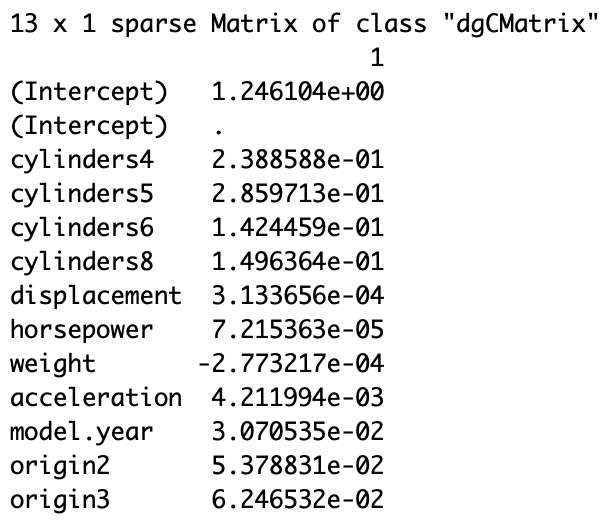 13 x 1 sparse Matrix of class "dgCMatrix"
1
(Intercept) 1.246104e+00
(Intercept) .
cylinders4 2.388588e-01
cylinders5 2.859713e-01
cylinders6 1.424459e-01
cylinders8 1.496364e-01
displacement 3.133656e-04
horsepower 7.215363e-05
weight -2.773217e-04
acceleration 4.211994e-03
model.year 3.070535e-02
origin2 5.378831e-02
origin3 6.246532e-02